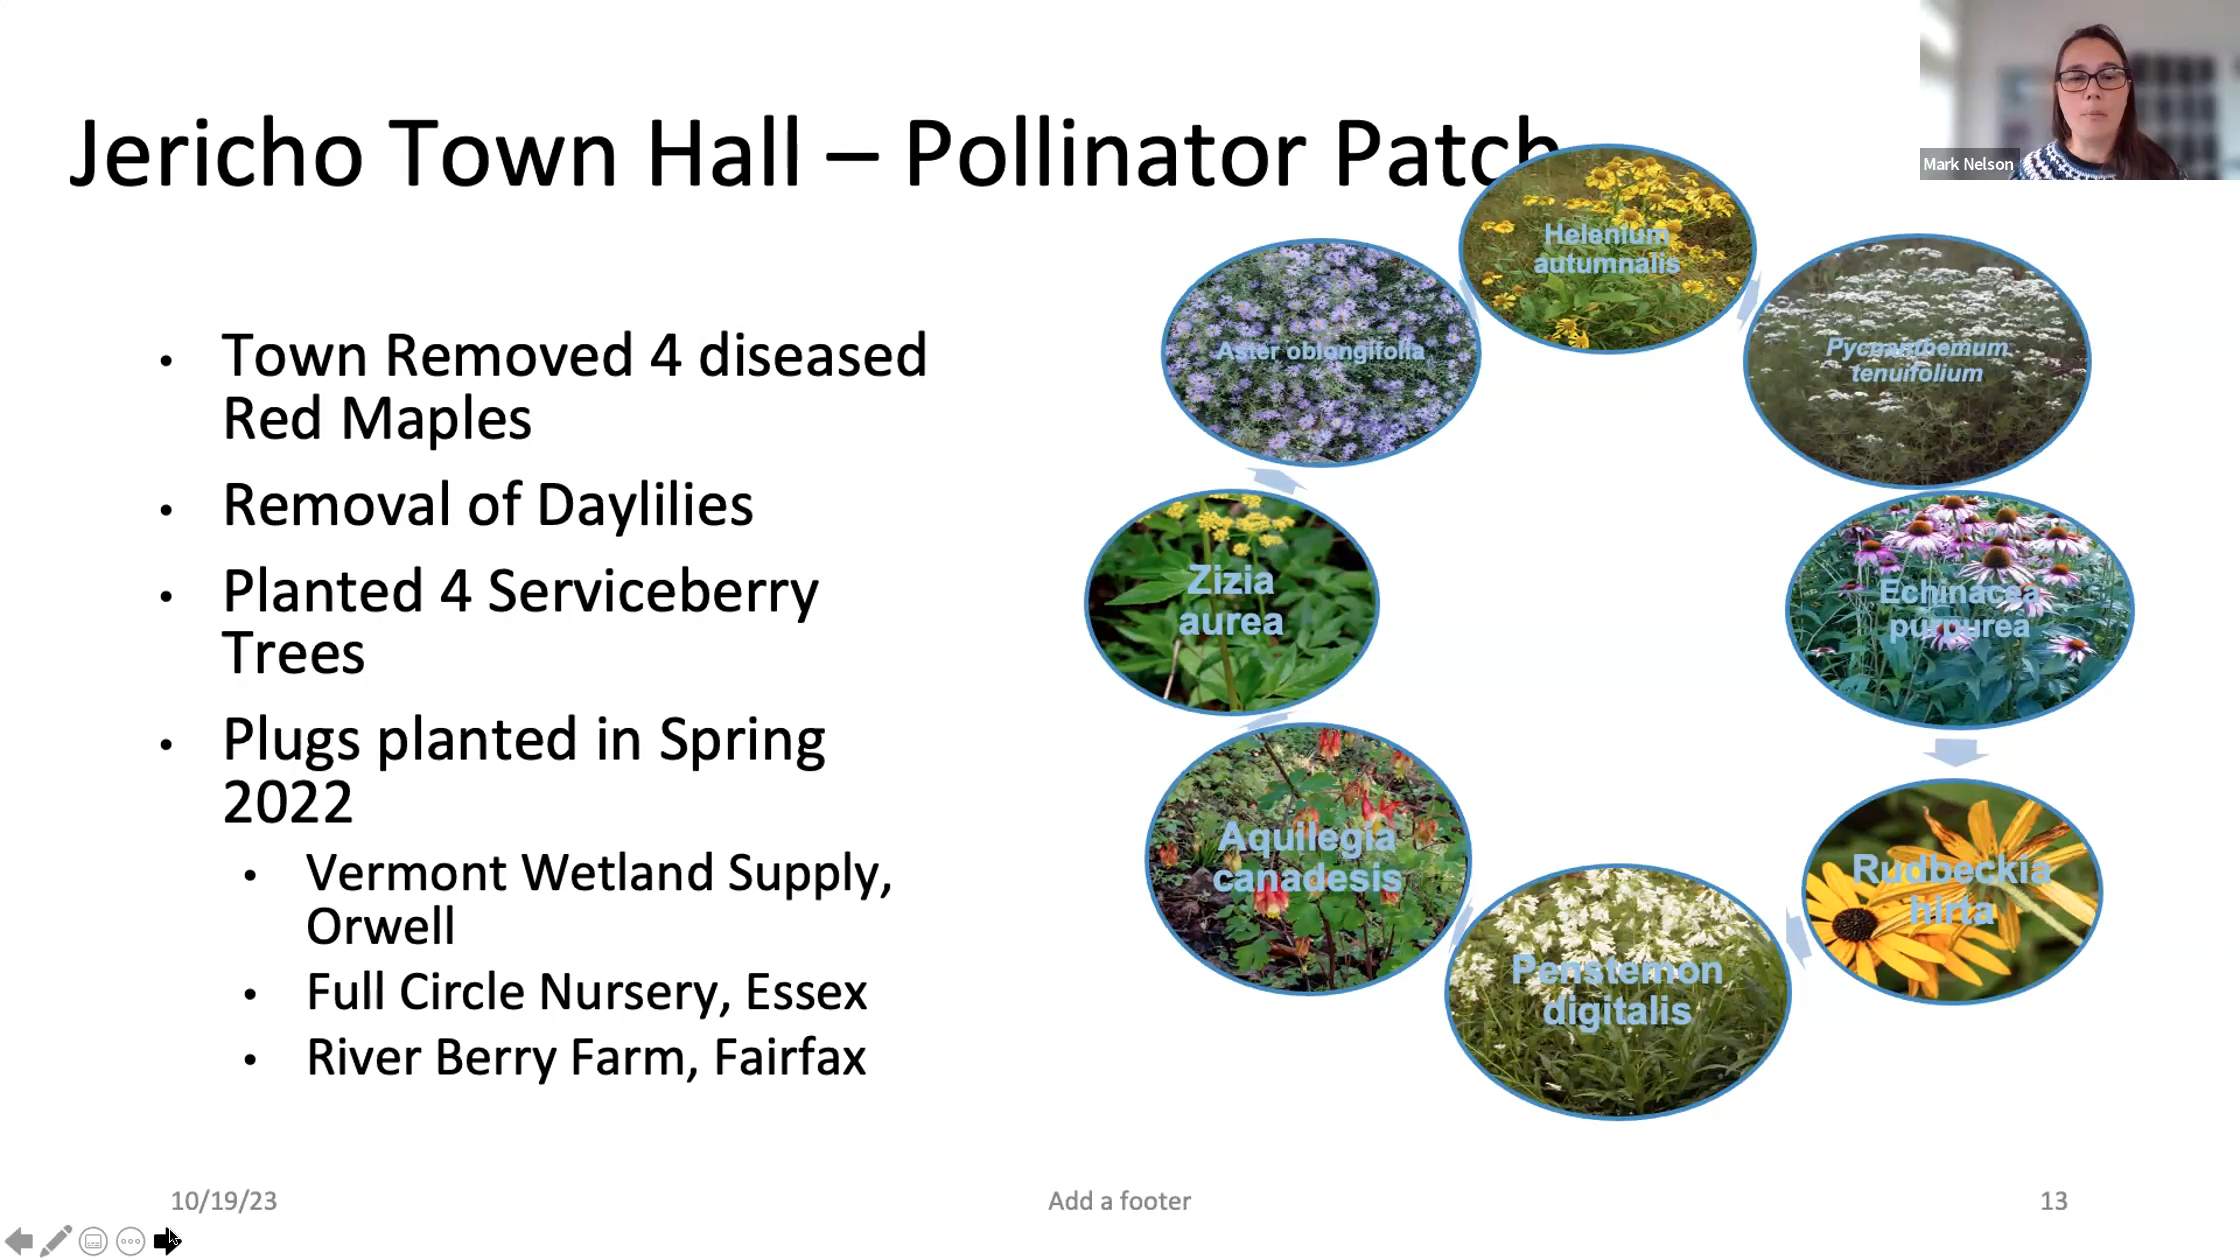 Jericho Town Hall – Pollinator Patch
Mark Nelson
• Town Removed 4 diseased
Red Maples
• Removal of Daylilies
• Planted 4 Serviceberry
Trees
• Plugs planted in Spring
2022
• Vermont Wetland Supply,
Orwell
• Full Circle Nursery, Essex
• River Berry Farm, Fairfax
Helenium
autumnalis
Pycnanthemum
tenuifolium
Echinacea
purpurea
Rudbeckia
hirta
Penstemon
digitalis
Aquilegia
canadesis
Zizia
aurea
Aster oblongifolia
10/19/23
Add a footer
13